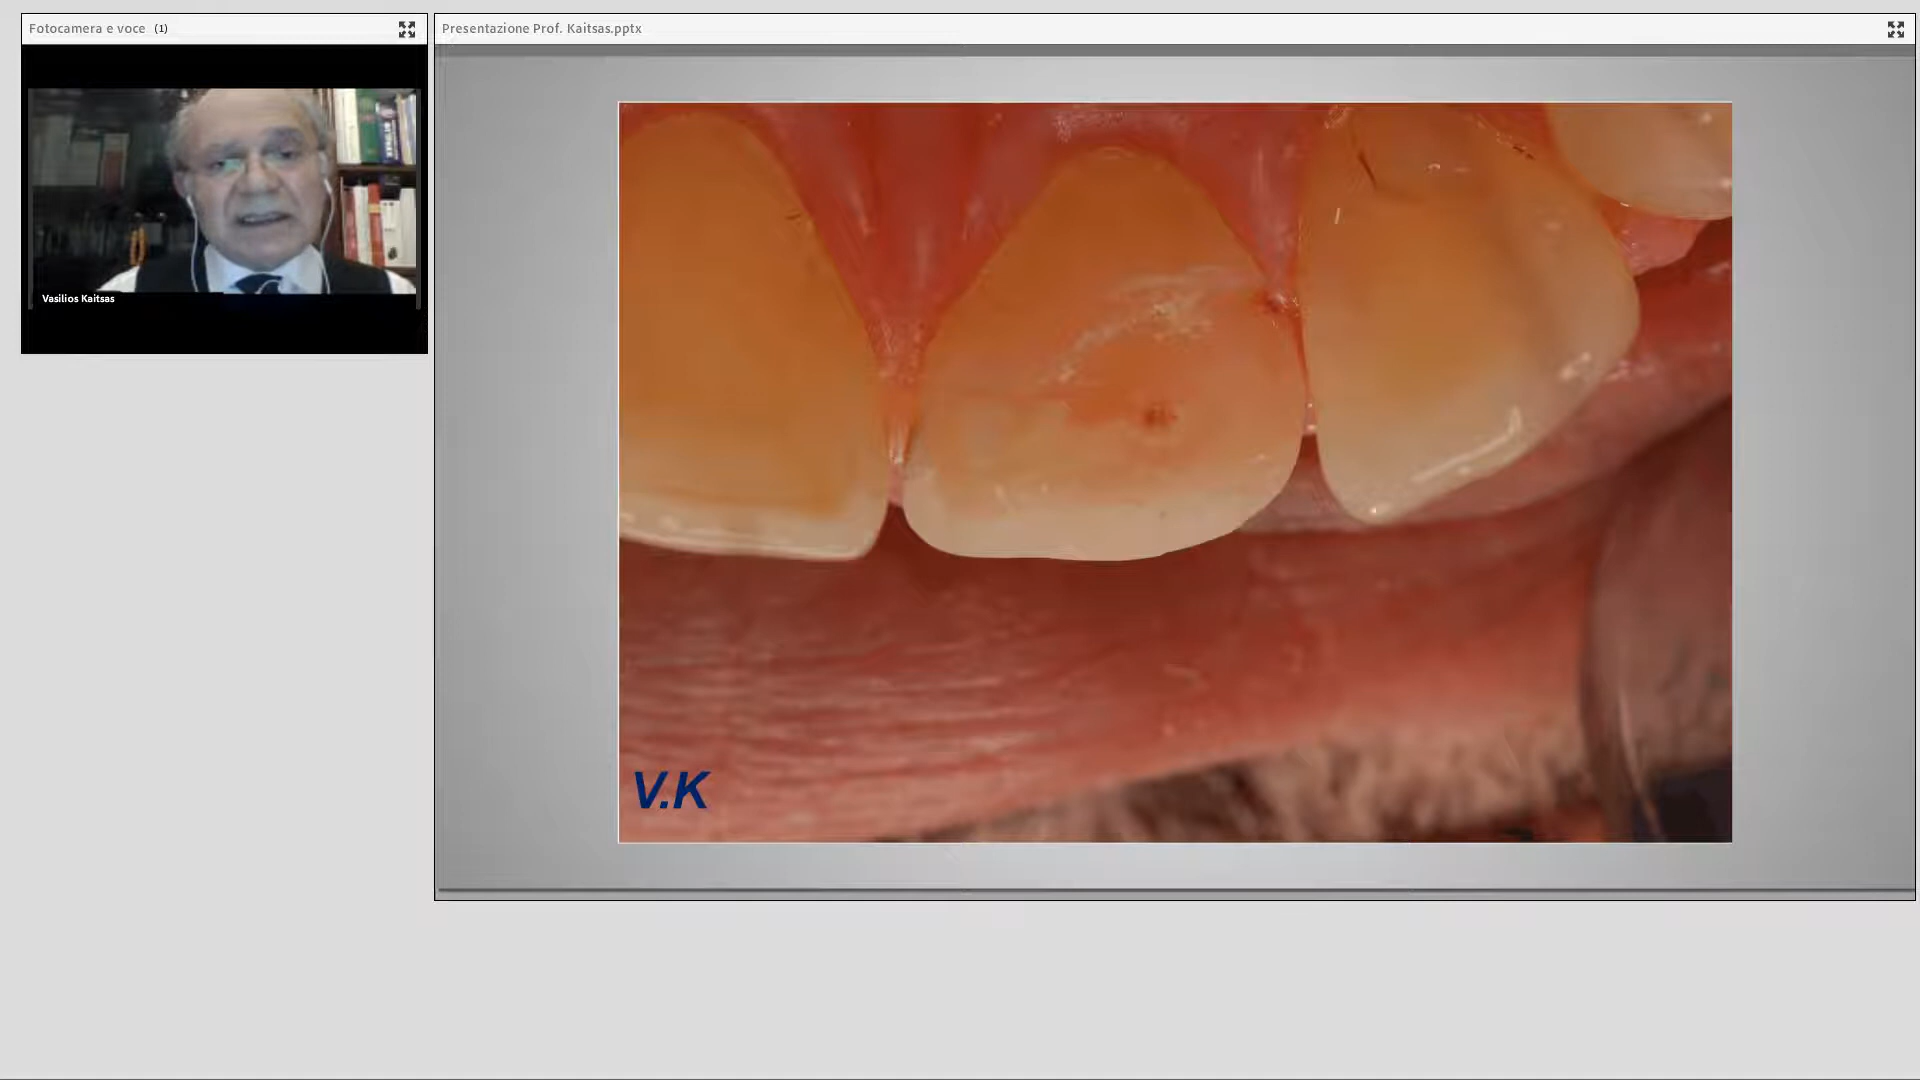 Fotocamera e voce (1)
Presentazione Prof. Kaitsas.pptx
Vasilios Kaitsas
V.K